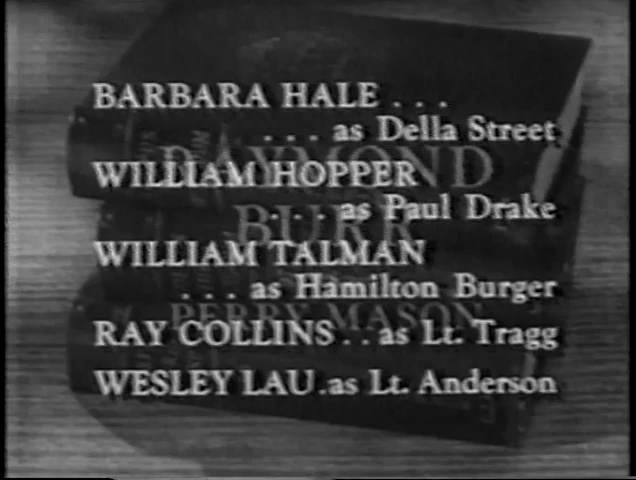 BARBARA HALE . . .
. . . as Della Street
RAYMOND
WILLIAM HOPPER
. . . as Paul Drake
BURR
WILLIAM TALMAN
. . . as Hamilton Burger
PERRY MASON
RAY COLLINS . . as Lt. Tragg
WESLEY LAU . as Lt. Anderson